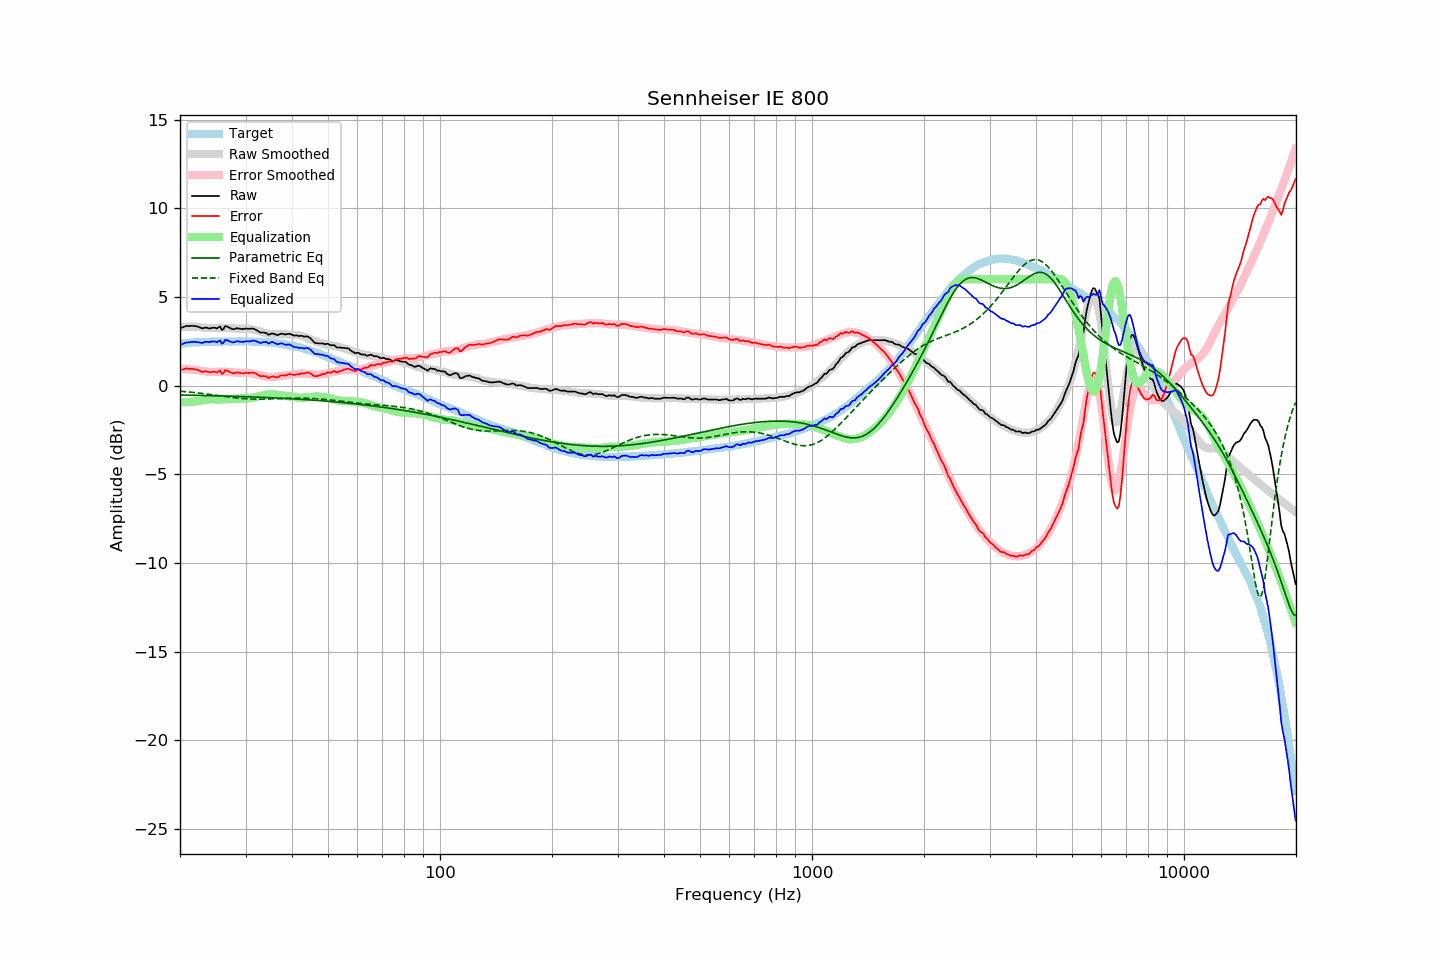 Sennheiser IE 800
Target
Raw Smoothed
Error Smoothed
Raw
Error
Equalization
Parametric Eq
Fixed Band Eq
Equalized
15
10
5
0
−5
−10
−15
−20
−25
Amplitude (dBr)
100
1000
10000
Frequency (Hz)